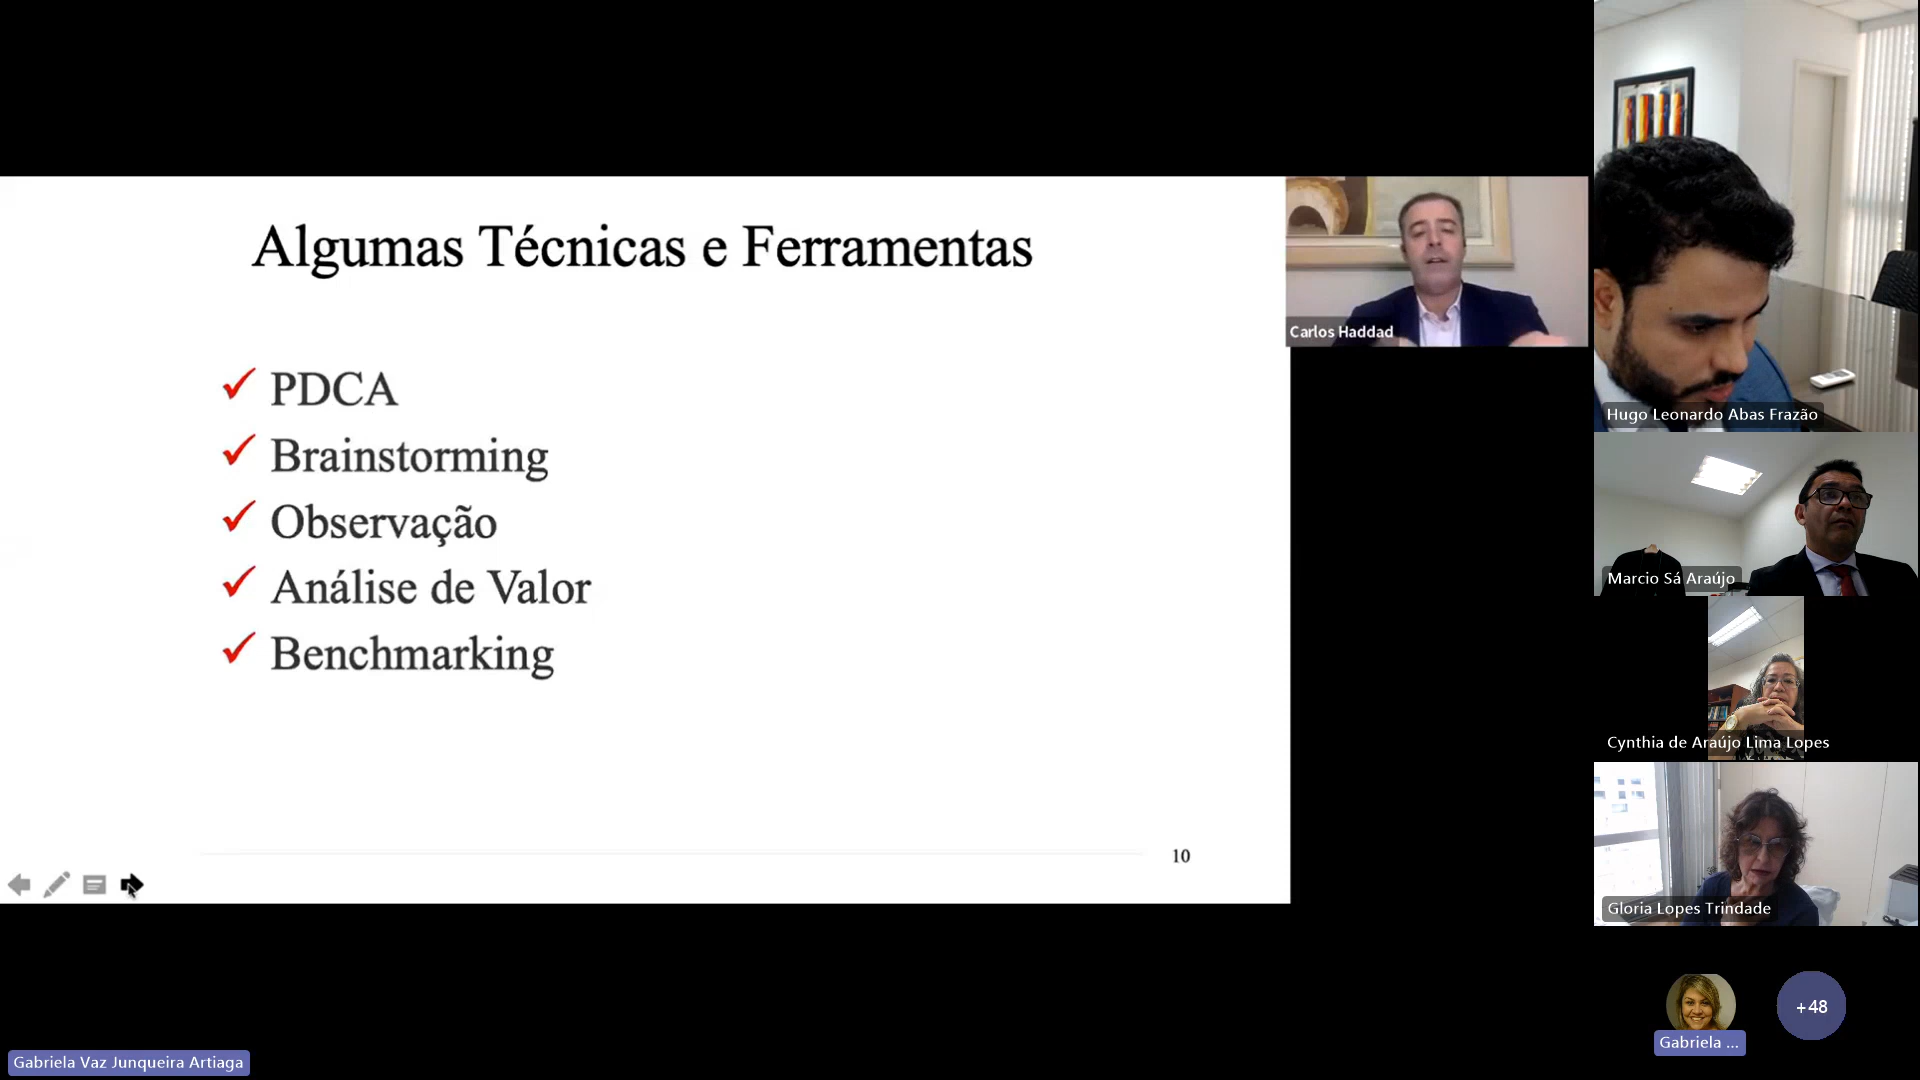 Algumas Técnicas e Ferramentas
PDCA
Brainstorming
Observação
Análise de Valor
Benchmarking
10
Carlos Haddad
Hugo Leonardo Abas Frazão
Marcio Sá Araújo
Cynthia de Araújo Lima Lopes
Gloria Lopes Trindade
+48
Gabriela ...
Gabriela Vaz Junqueira Artiaga